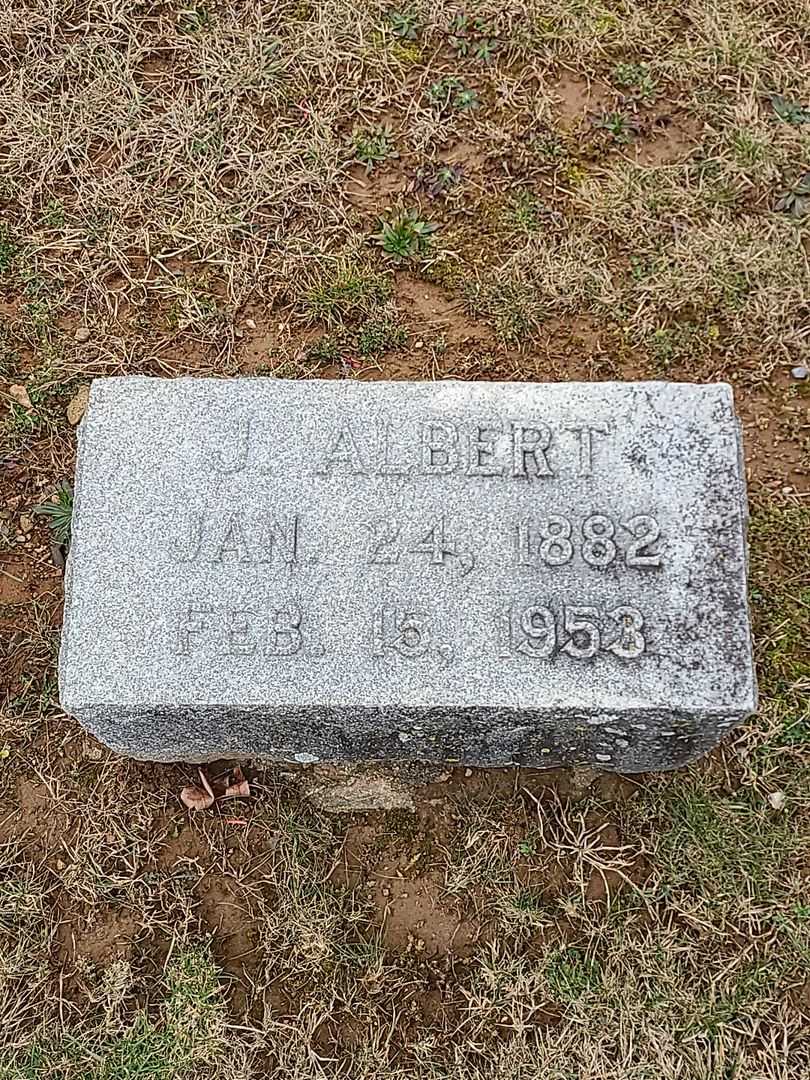 J. ALBERT
JAN. 24, 1882
FEB. 15, 1953